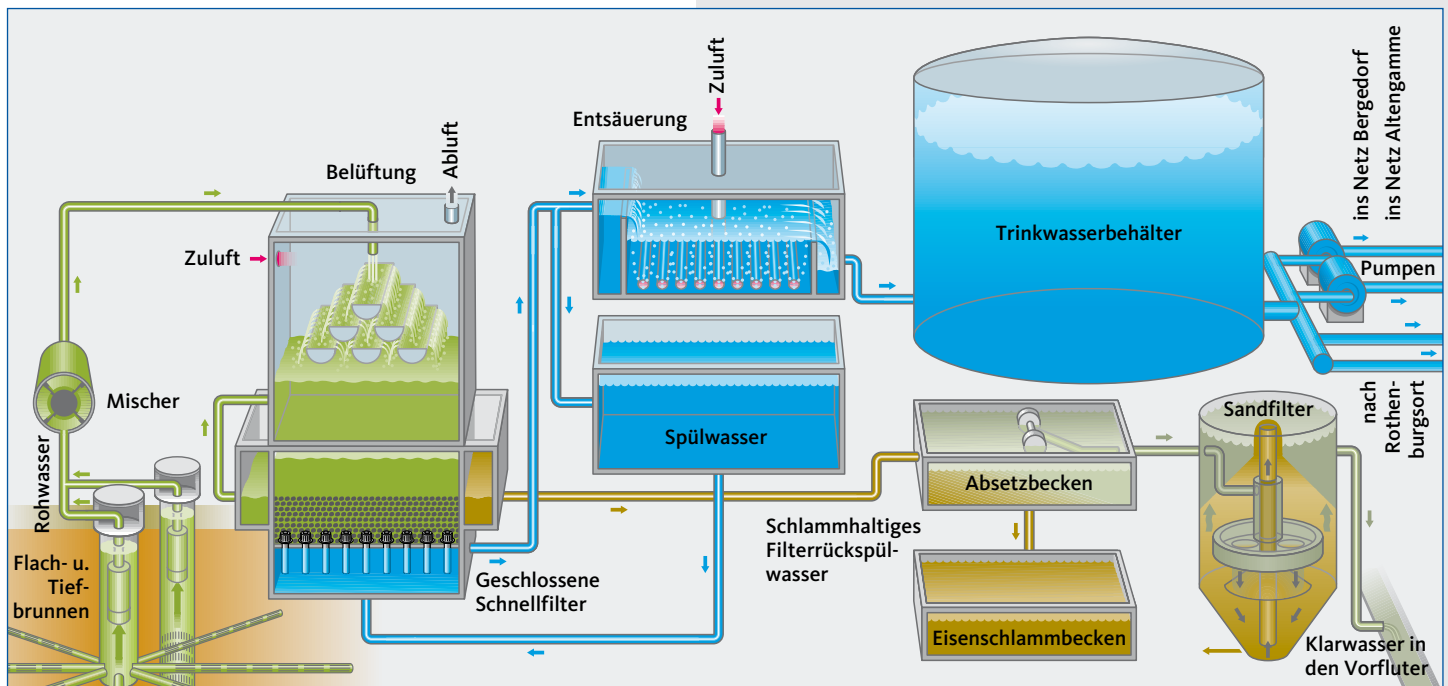 Zuluft
Entsäuerung
Abluft
Belüftung
Zuluft
ins Netz Bergedorf
ins Netz Altengamme
Trinkwasserbehälter
Pumpen
Mischer
Rohwasser
Spülwasser
Sandfilter
nach
Rothen-
burgsort
Absetzbecken
Schlammhaltiges
Filterrückspül-
wasser
Flach- u.
Tief-
brunnen
Geschlossene
Schnellfilter
Eisenschlammbecken
Klarwasser in
den Vorfluter